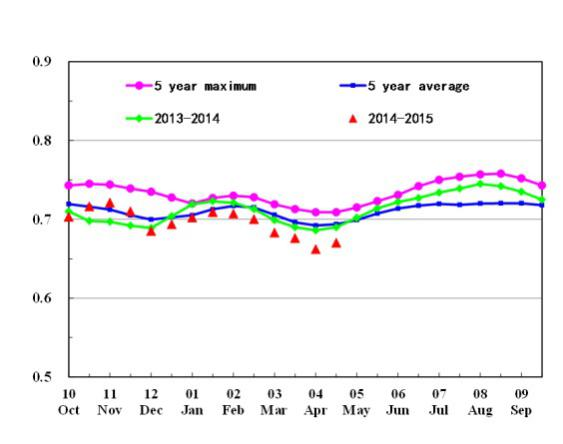 0.9
5 year maximum
5 year average
2013-2014
2014-2015
0.8
0.7
0.6
0.5
10 11 12 01 02 03 04 05 06 07 08 09
Oct Nov Dec Jan Feb Mar Apr May Jun Jul Aug Sep